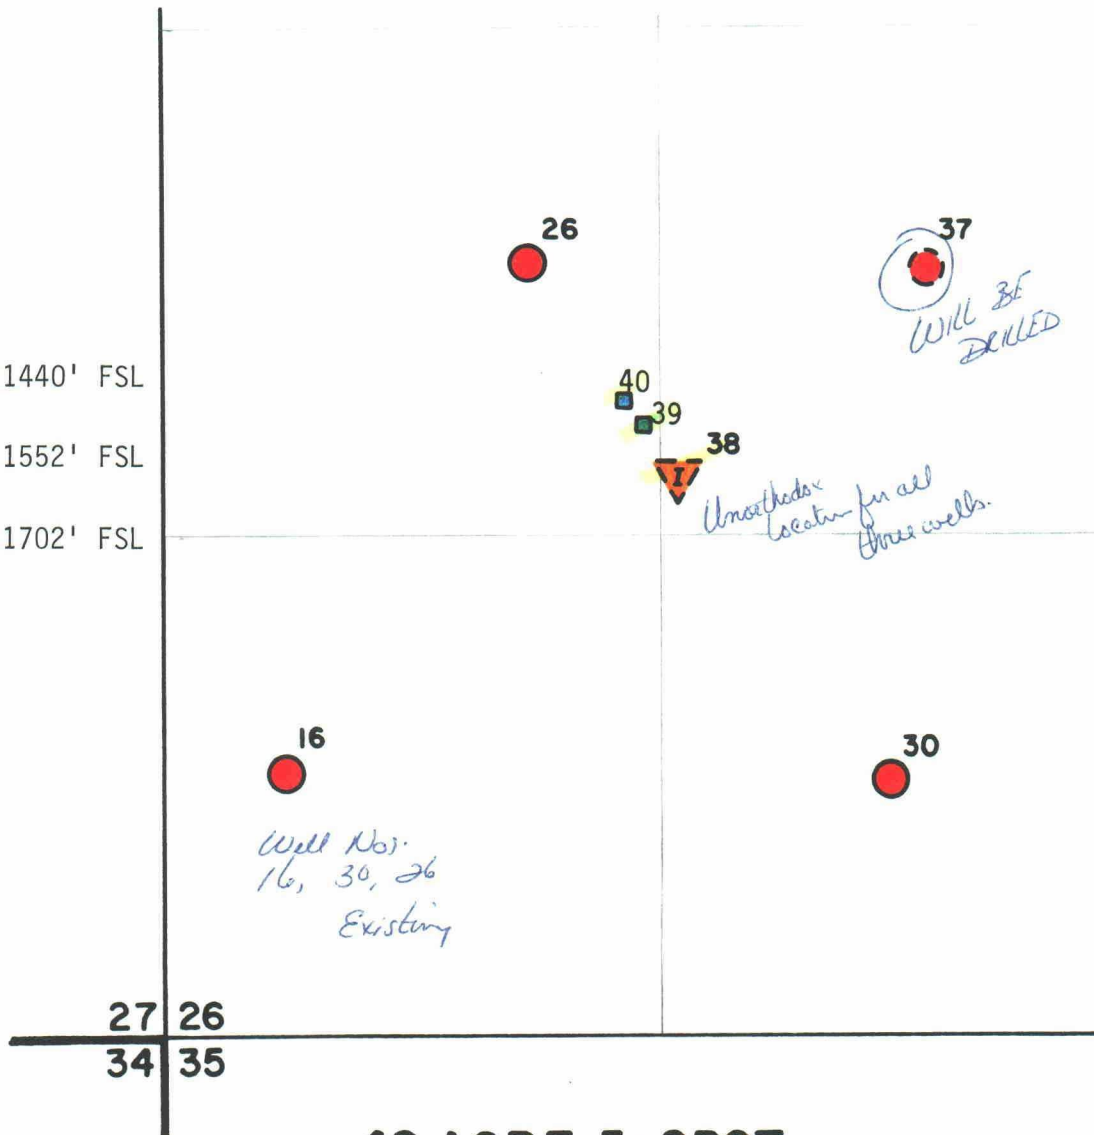 26
37
WILL BE
DRILLED
1440' FSL
40
39
1552' FSL
38
I
Unorthodox
location for all
three wells.
1702' FSL
16
30
Well Nos.
16, 30, 26
Existing
27 26
34 35